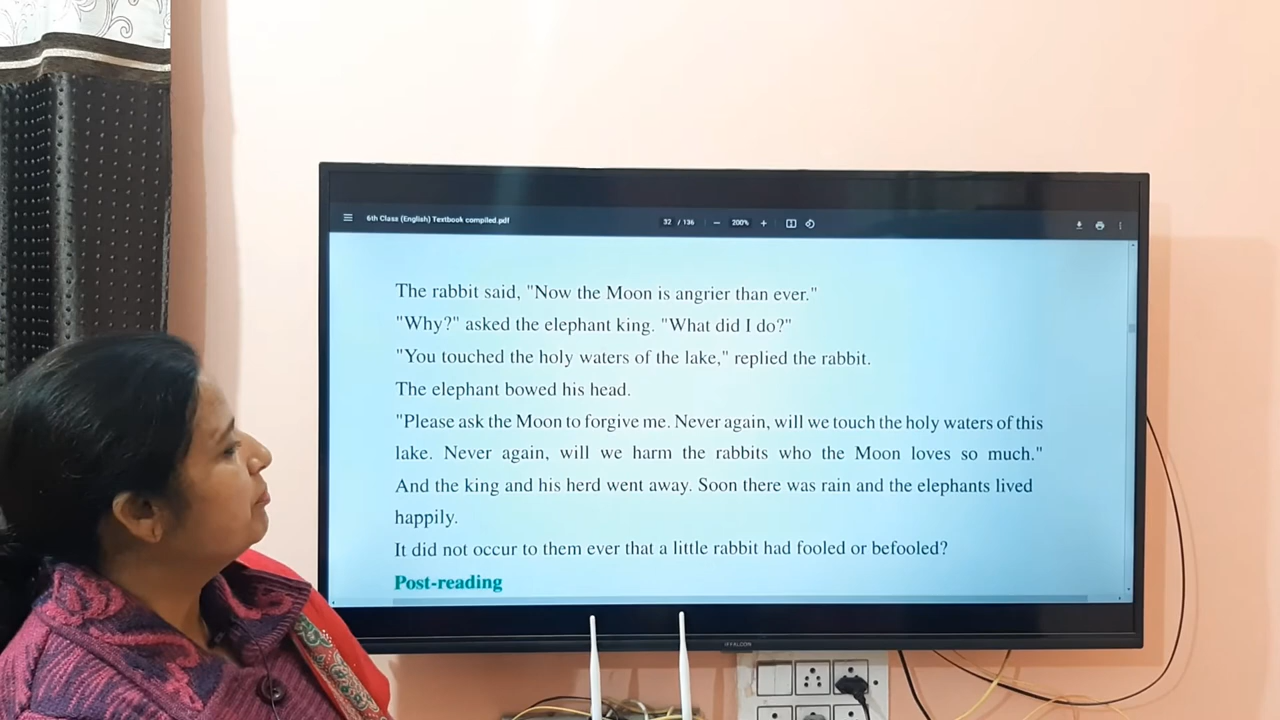 6th Class (English) Textbook compiled.pdf
32 / 136
200%
The rabbit said, "Now the Moon is angrier than ever."
"Why?" asked the elephant king. "What did I do?"
"You touched the holy waters of the lake," replied the rabbit.
The elephant bowed his head.
"Please ask the Moon to forgive me. Never again, will we touch the holy waters of this
lake. Never again, will we harm the rabbits who the Moon loves so much."
And the king and his herd went away. Soon there was rain and the elephants lived
happily.
It did not occur to them ever that a little rabbit had fooled or befooled?
Post-reading
IFFALCON